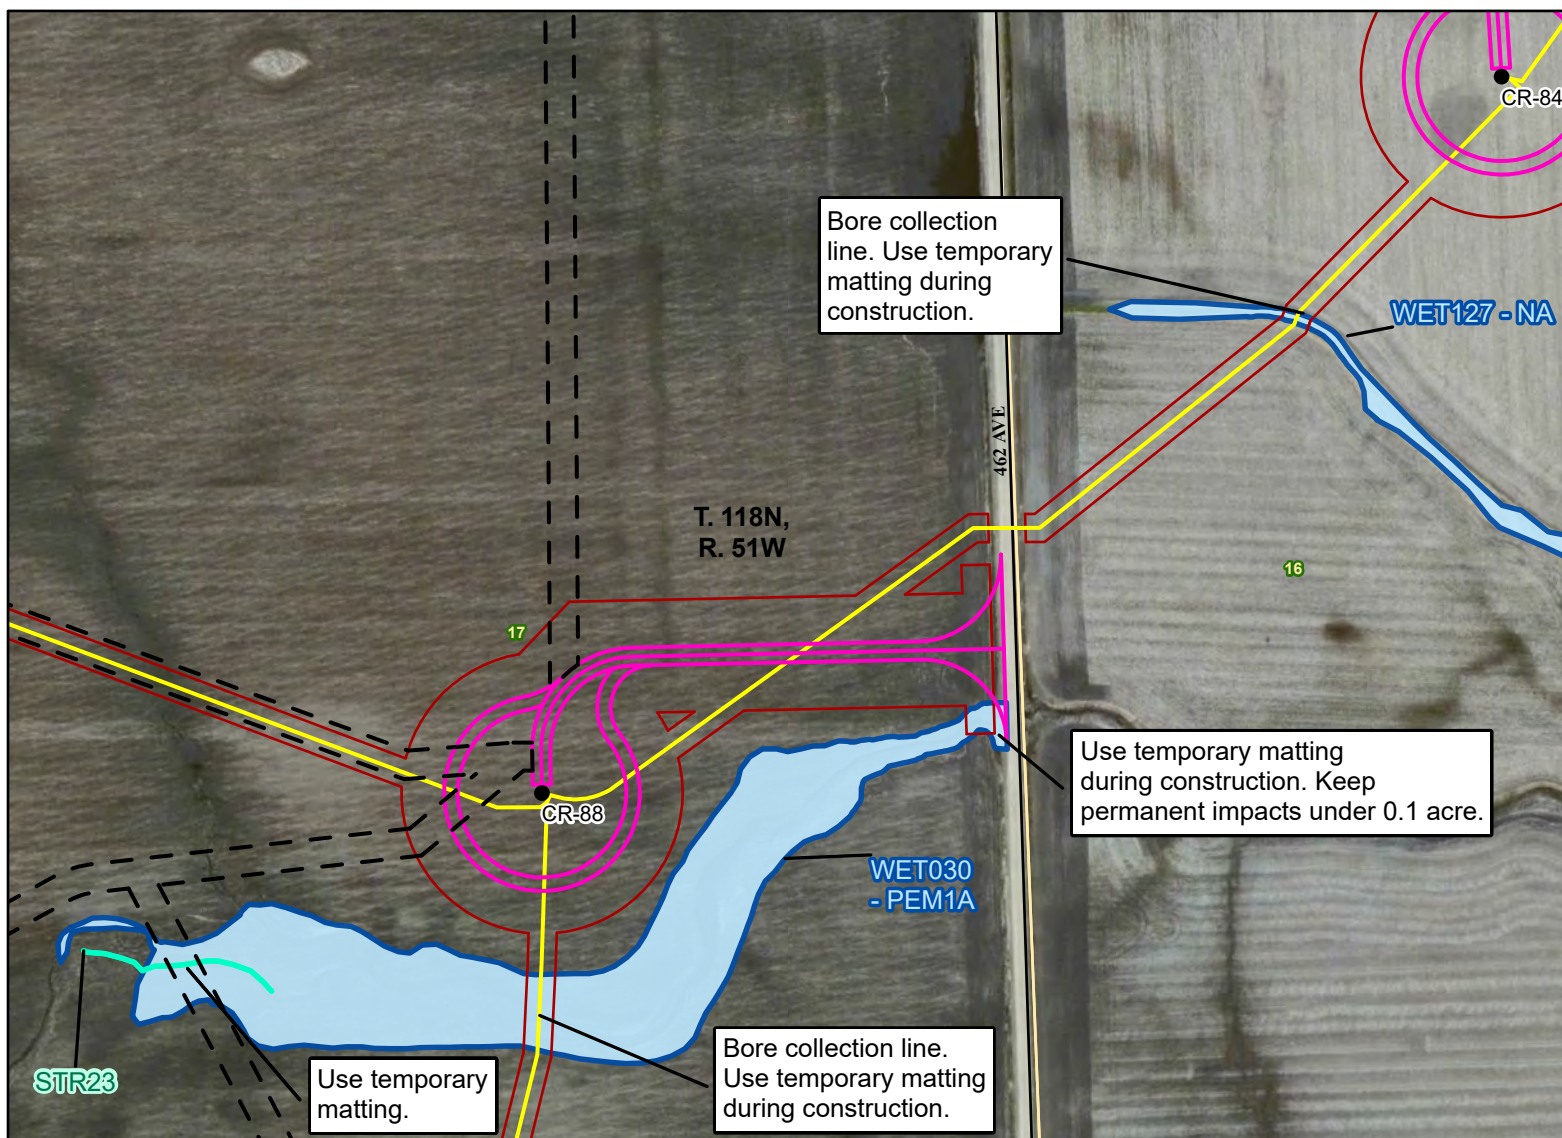 CR-84
Bore collection
line. Use temporary
matting during
construction.
WET127 - NA
462 AVE
T. 118N,
R. 51W
16
17
Use temporary matting
during construction. Keep
permanent impacts under 0.1 acre.
CR-88
WET030
- PEM1A
STR23
Use temporary
matting.
Bore collection line.
Use temporary matting
during construction.